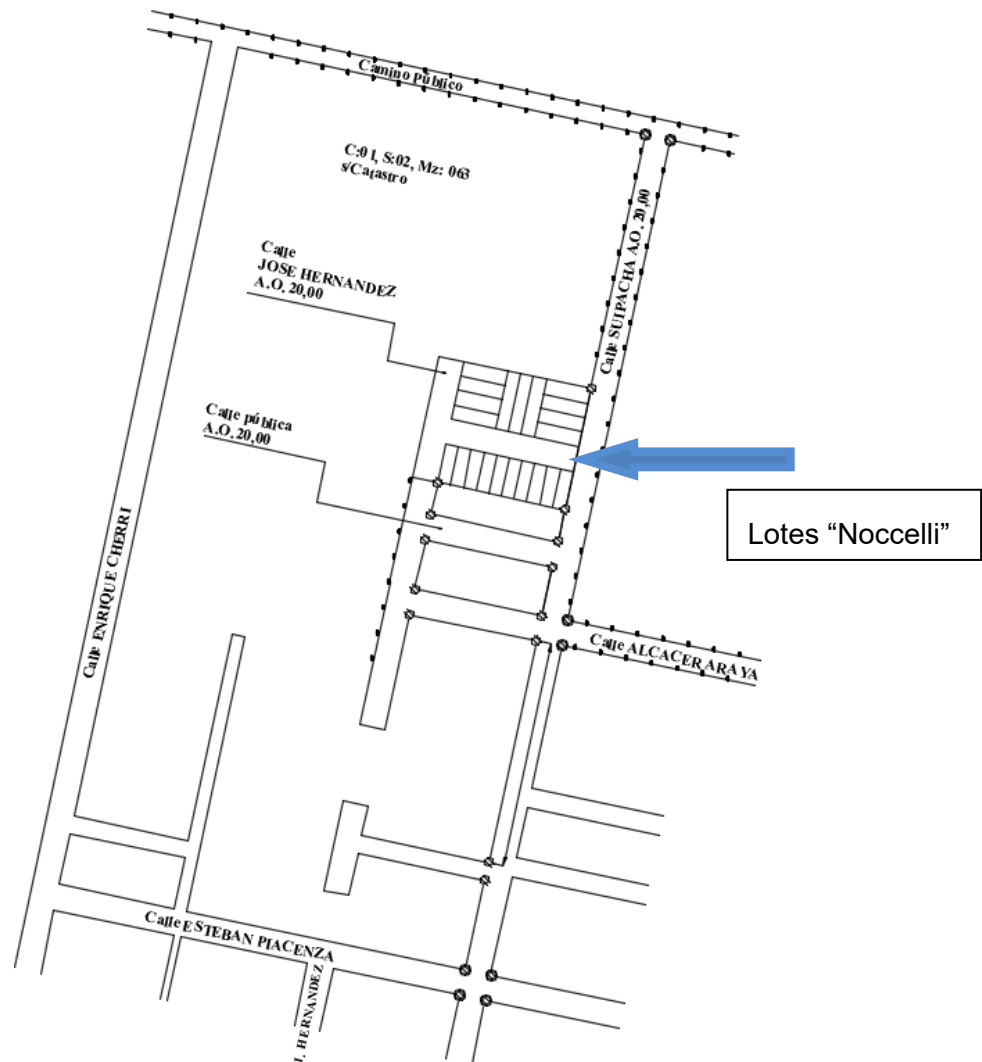 Camino Público
C:01, S:02, Mz: 063
s/Catastro
Calle SUIPACHA A.O. 20,00
Calle
JOSE HERNANDEZ
A.O. 20,00
Calle pública
A.O. 20,00
Lotes “Noccelli”
Calle ENRIQUE CHERRI
Calle ALCACER ARAYA
Calle ESTEBAN PIACENZA
J. HERNANDEZ